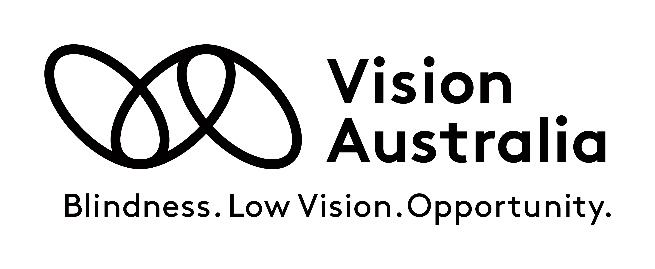 Vision
Australia
Blindness. Low Vision. Opportunity.